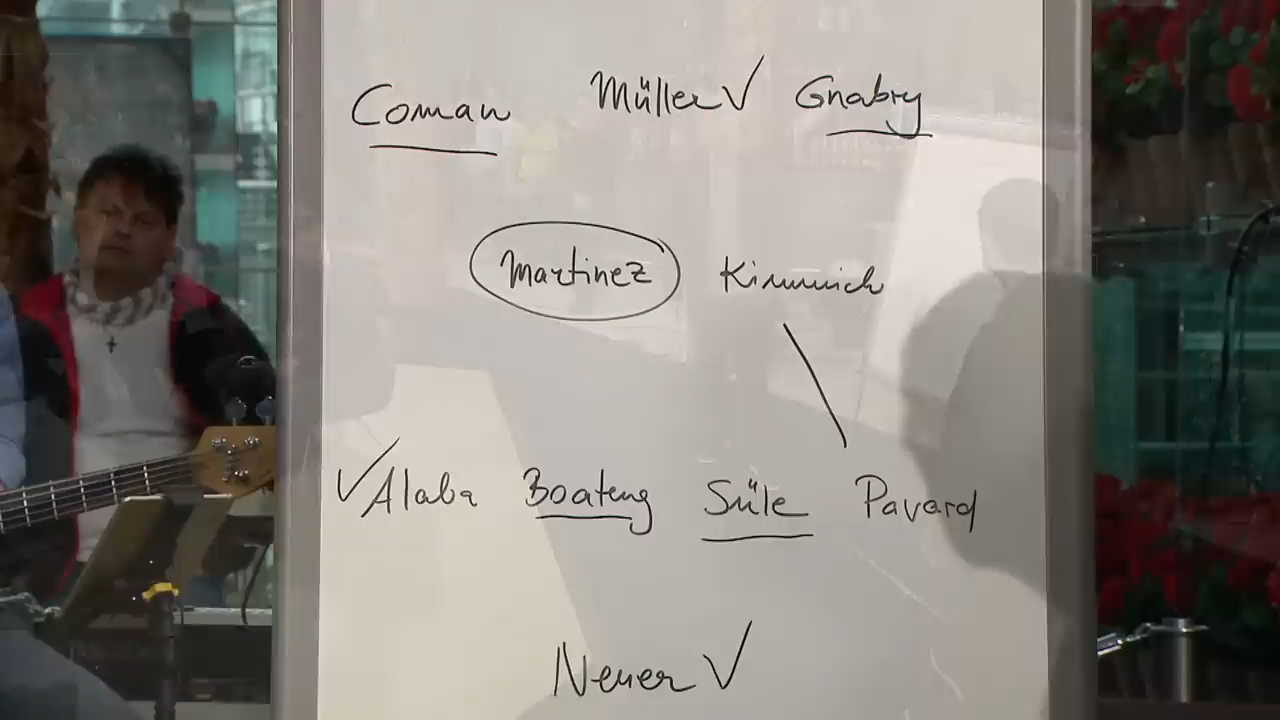 Coman Müller ✓ Gnabry
Martinez Kimmich
✓ Alaba Boateng Süle Pavard
Neuer ✓